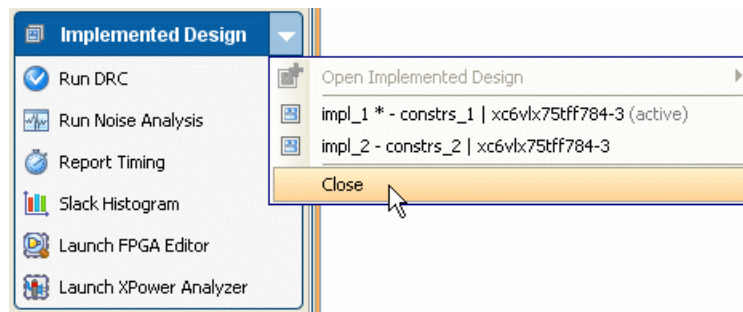 Implemented Design
Run DRC
Run Noise Analysis
Report Timing
Slack Histogram
Launch FPGA Editor
Launch XPower Analyzer
Open Implemented Design
impl_1 * - constrs_1 | xc6vlx75tff784-3 (active)
impl_2 - constrs_2 | xc6vlx75tff784-3
Close